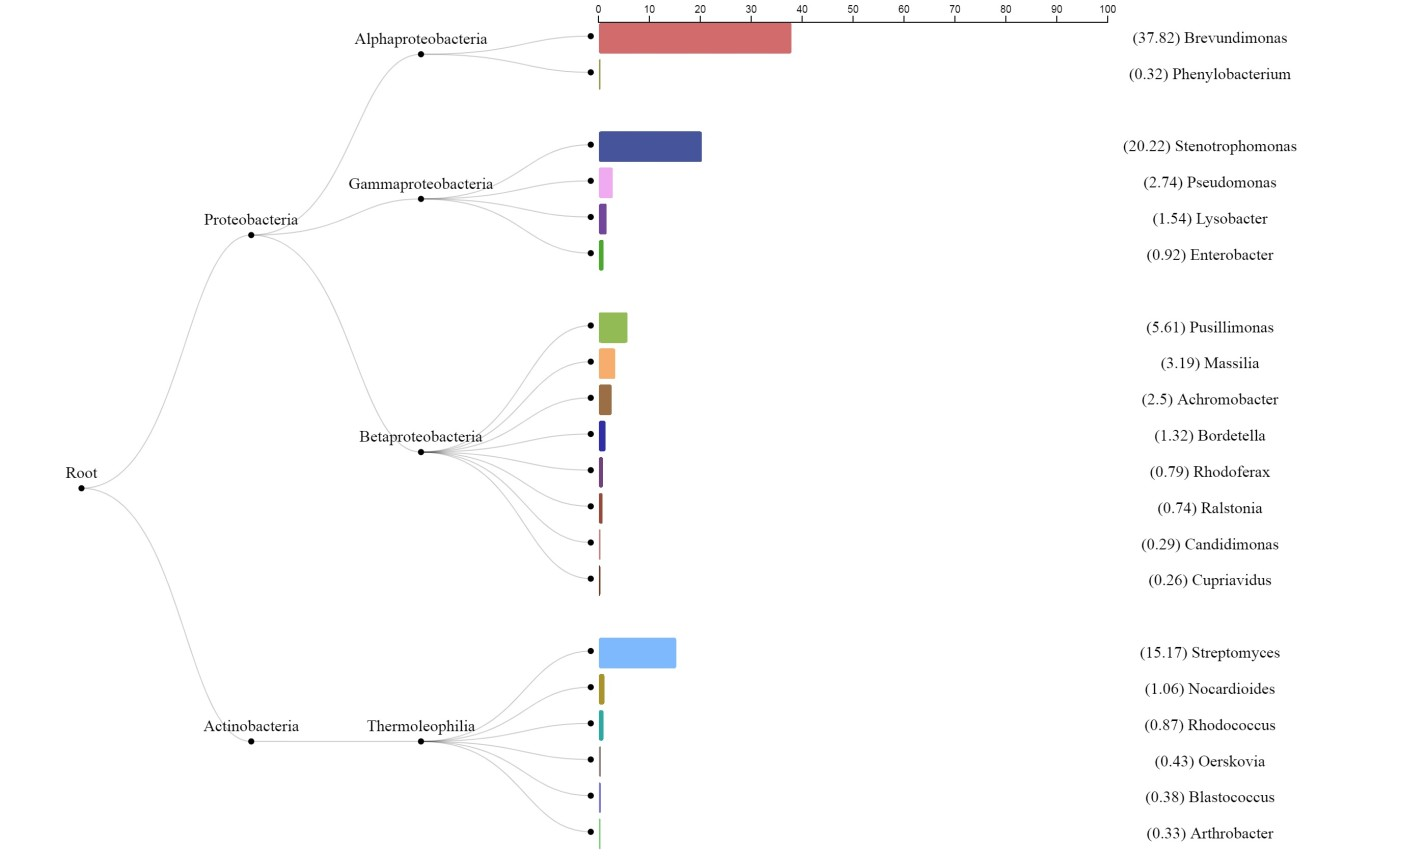 0 10 20 30 40 50 60 70 80 90 100
Alphaproteobacteria
(37.82) Brevundimonas
(0.32) Phenylobacterium
(20.22) Stenotrophomonas
Gammaproteobacteria
(2.74) Pseudomonas
Proteobacteria
(1.54) Lysobacter
(0.92) Enterobacter
(5.61) Pusillimonas
(3.19) Massilia
(2.5) Achromobacter
Betaproteobacteria
(1.32) Bordetella
Root
(0.79) Rhodoferax
(0.74) Ralstonia
(0.29) Candidimonas
(0.26) Cupriavidus
(15.17) Streptomyces
(1.06) Nocardioides
Actinobacteria
Thermoleophilia
(0.87) Rhodococcus
(0.43) Oerskovia
(0.38) Blastococcus
(0.33) Arthrobacter